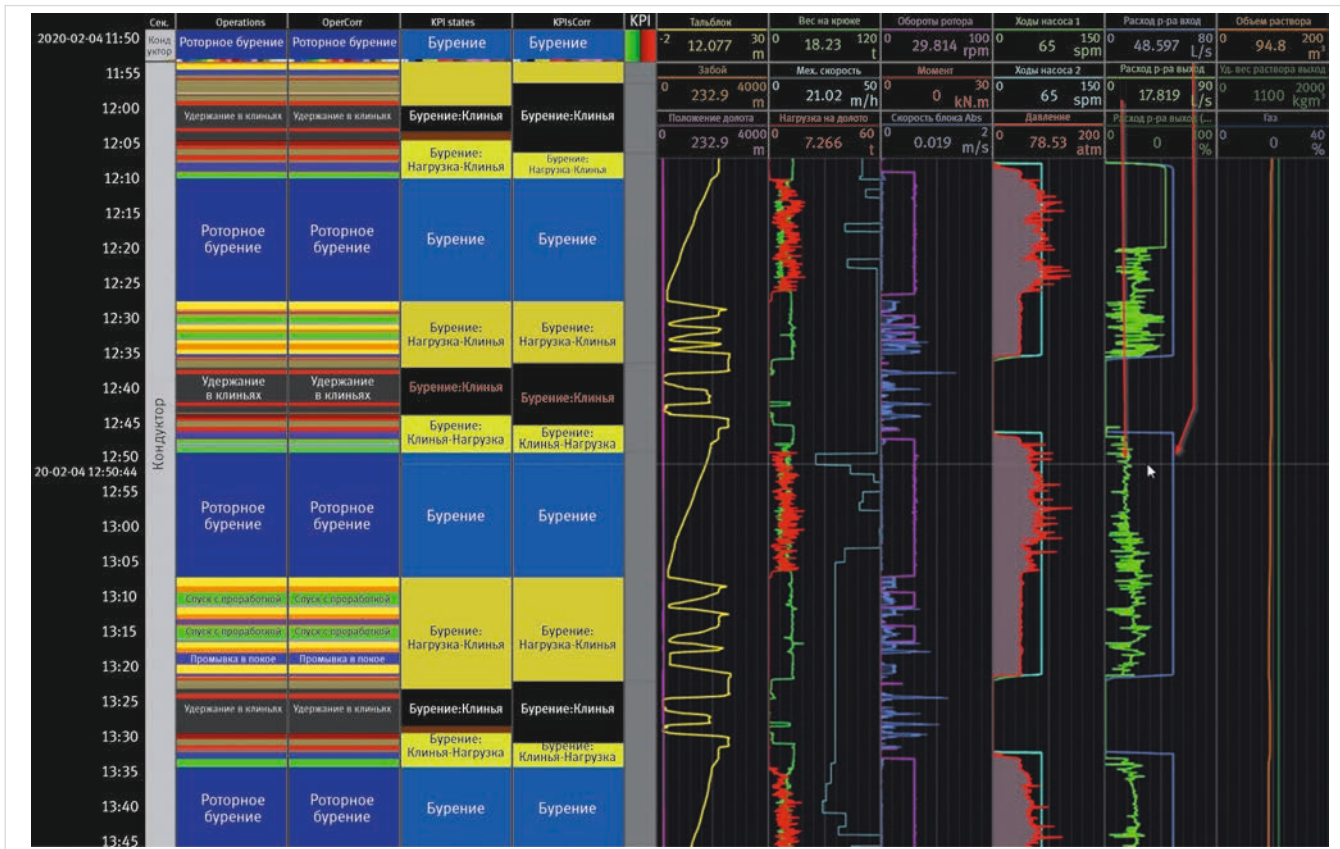 Сек. Operations OperCorr KPI states KPIsCorr KPI
2020-02-04 11:50
Конд
уктор
Роторное бурение Роторное бурение Бурение Бурение
Тальблок
-2 12.077 30
m
Вес на крюке
0 18.23 120
t
Обороты ротора
0 29.814 100
rpm
Ходы насоса 1
0 65 150
spm
Расход р-ра вход
0 48.597 80
L/s
Объем раствора
0 94.8 200
m³
Забой
0 232.9 4000
m
Мех. скорость
0 21.02 50
m/h
Момент
0 0 30
kN.m
Ходы насоса 2
0 65 150
spm
Расход р-ра выход
0 17.819 90
L/s
Уд. вес раствора выход
0 1100 2000
kgm³
Положение долота
0 232.9 4000
m
Нагрузка на долото
0 7.266 60
t
Скорость блока Abs
0 0.019 2
m/s
Давление
0 78.53 200
atm
Расход р-ра выход (...
0 0 100
%
Газ
0 0 40
%
11:55
12:00
Удержание в клиньях Удержание в клиньях Бурение:Клинья Бурение:Клинья
12:05
Бурение:
Нагрузка-Клинья
Бурение:
Нагрузка-Клинья
12:10
12:15
Роторное
бурение
Роторное
бурение
Бурение Бурение
12:20
12:25
12:30
Бурение:
Нагрузка-Клинья
Бурение:
Нагрузка-Клинья
12:35
12:40
Удержание
в клиньях
Удержание
в клиньях
Бурение:Клинья Бурение:Клинья
Кондуктор
12:45
Бурение:
Клинья-Нагрузка
Бурение:
Клинья-Нагрузка
12:50
20-02-04 12:50:44
12:55
Роторное
бурение
Роторное
бурение
Бурение Бурение
13:00
13:05
13:10
Спуск с проработкой Спуск с проработкой
13:15
Спуск с проработкой Спуск с проработкой
Бурение:
Нагрузка-Клинья
Бурение:
Нагрузка-Клинья
13:20
Промывка в покое Промывка в покое
13:25
Удержание в клиньях Удержание в клиньях Бурение:Клинья Бурение:Клинья
13:30
Бурение:
Клинья-Нагрузка
Бурение:
Клинья-Нагрузка
13:35
13:40
Роторное
бурение
Роторное
бурение
Бурение Бурение
13:45